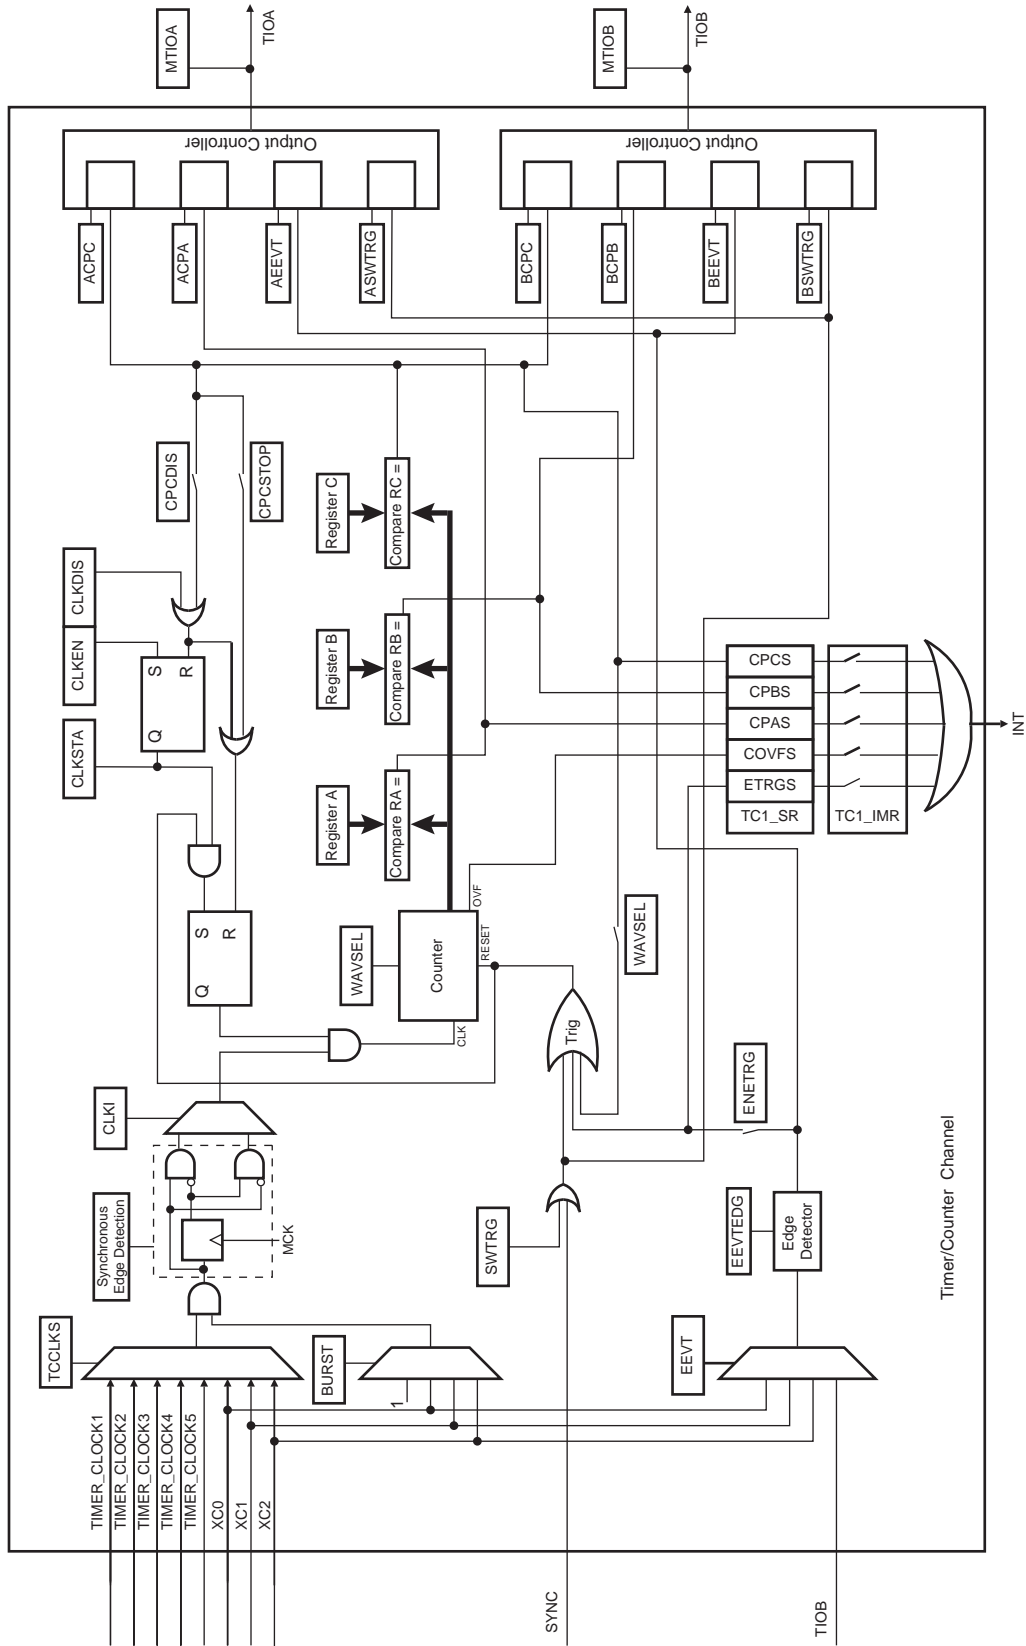 TIMER_CLOCK1
TIMER_CLOCK2
TIMER_CLOCK3
TIMER_CLOCK4
TIMER_CLOCK5
XC0
XC1
XC2
SYNC
TIOB
TCCLKS
BURST
1
EEVT
Synchronous
Edge Detection
MCK
CLKI
SWTRG
EEVTEDG
Edge
Detector
ENETRG
Trig
WAVSEL
Q
S
R
CLKSTA
CLKEN
CLKDIS
Q
S
R
CPCDIS
CPCSTOP
WAVSEL
Counter
CLK
RESET
OVF
Register A
Register B
Register C
Compare RA =
Compare RB =
Compare RC =
CPCS
CPBS
CPAS
COVFS
ETRGS
TC1_SR
TC1_IMR
INT
ACPC
ACPA
AEEVT
ASWTRG
BCPC
BCPB
BEEVT
BSWTRG
Output Controller
Output Controller
MTIOA
TIOA
MTIOB
TIOB
Timer/Counter Channel